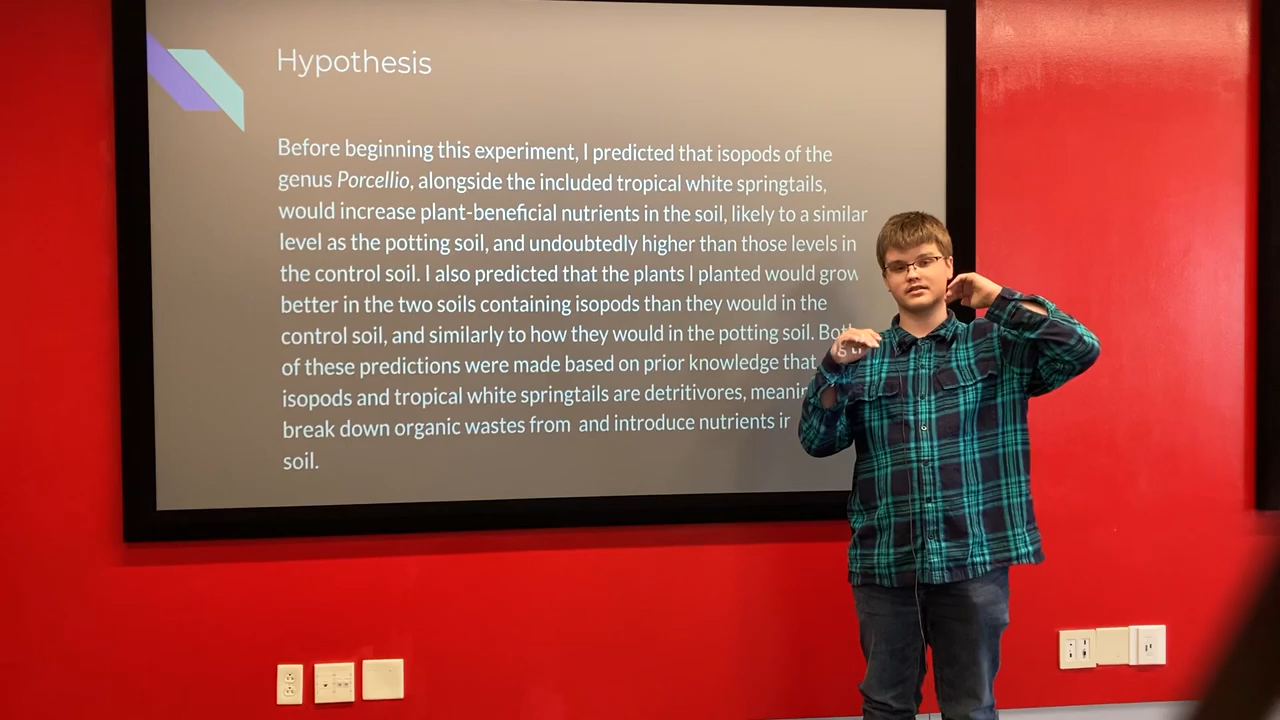 Hypothesis
Before beginning this experiment, I predicted that isopods of the
genus Porcellio, alongside the included tropical white springtails,
would increase plant-beneficial nutrients in the soil, likely to a similar
level as the potting soil, and undoubtedly higher than those levels in
the control soil. I also predicted that the plants I planted would grow
better in the two soils containing isopods than they would in the
control soil, and similarly to how they would in the potting soil. Both
of these predictions were made based on prior knowledge that
isopods and tropical white springtails are detritivores,
break down organic wastes from and introduce nutrients
soil.